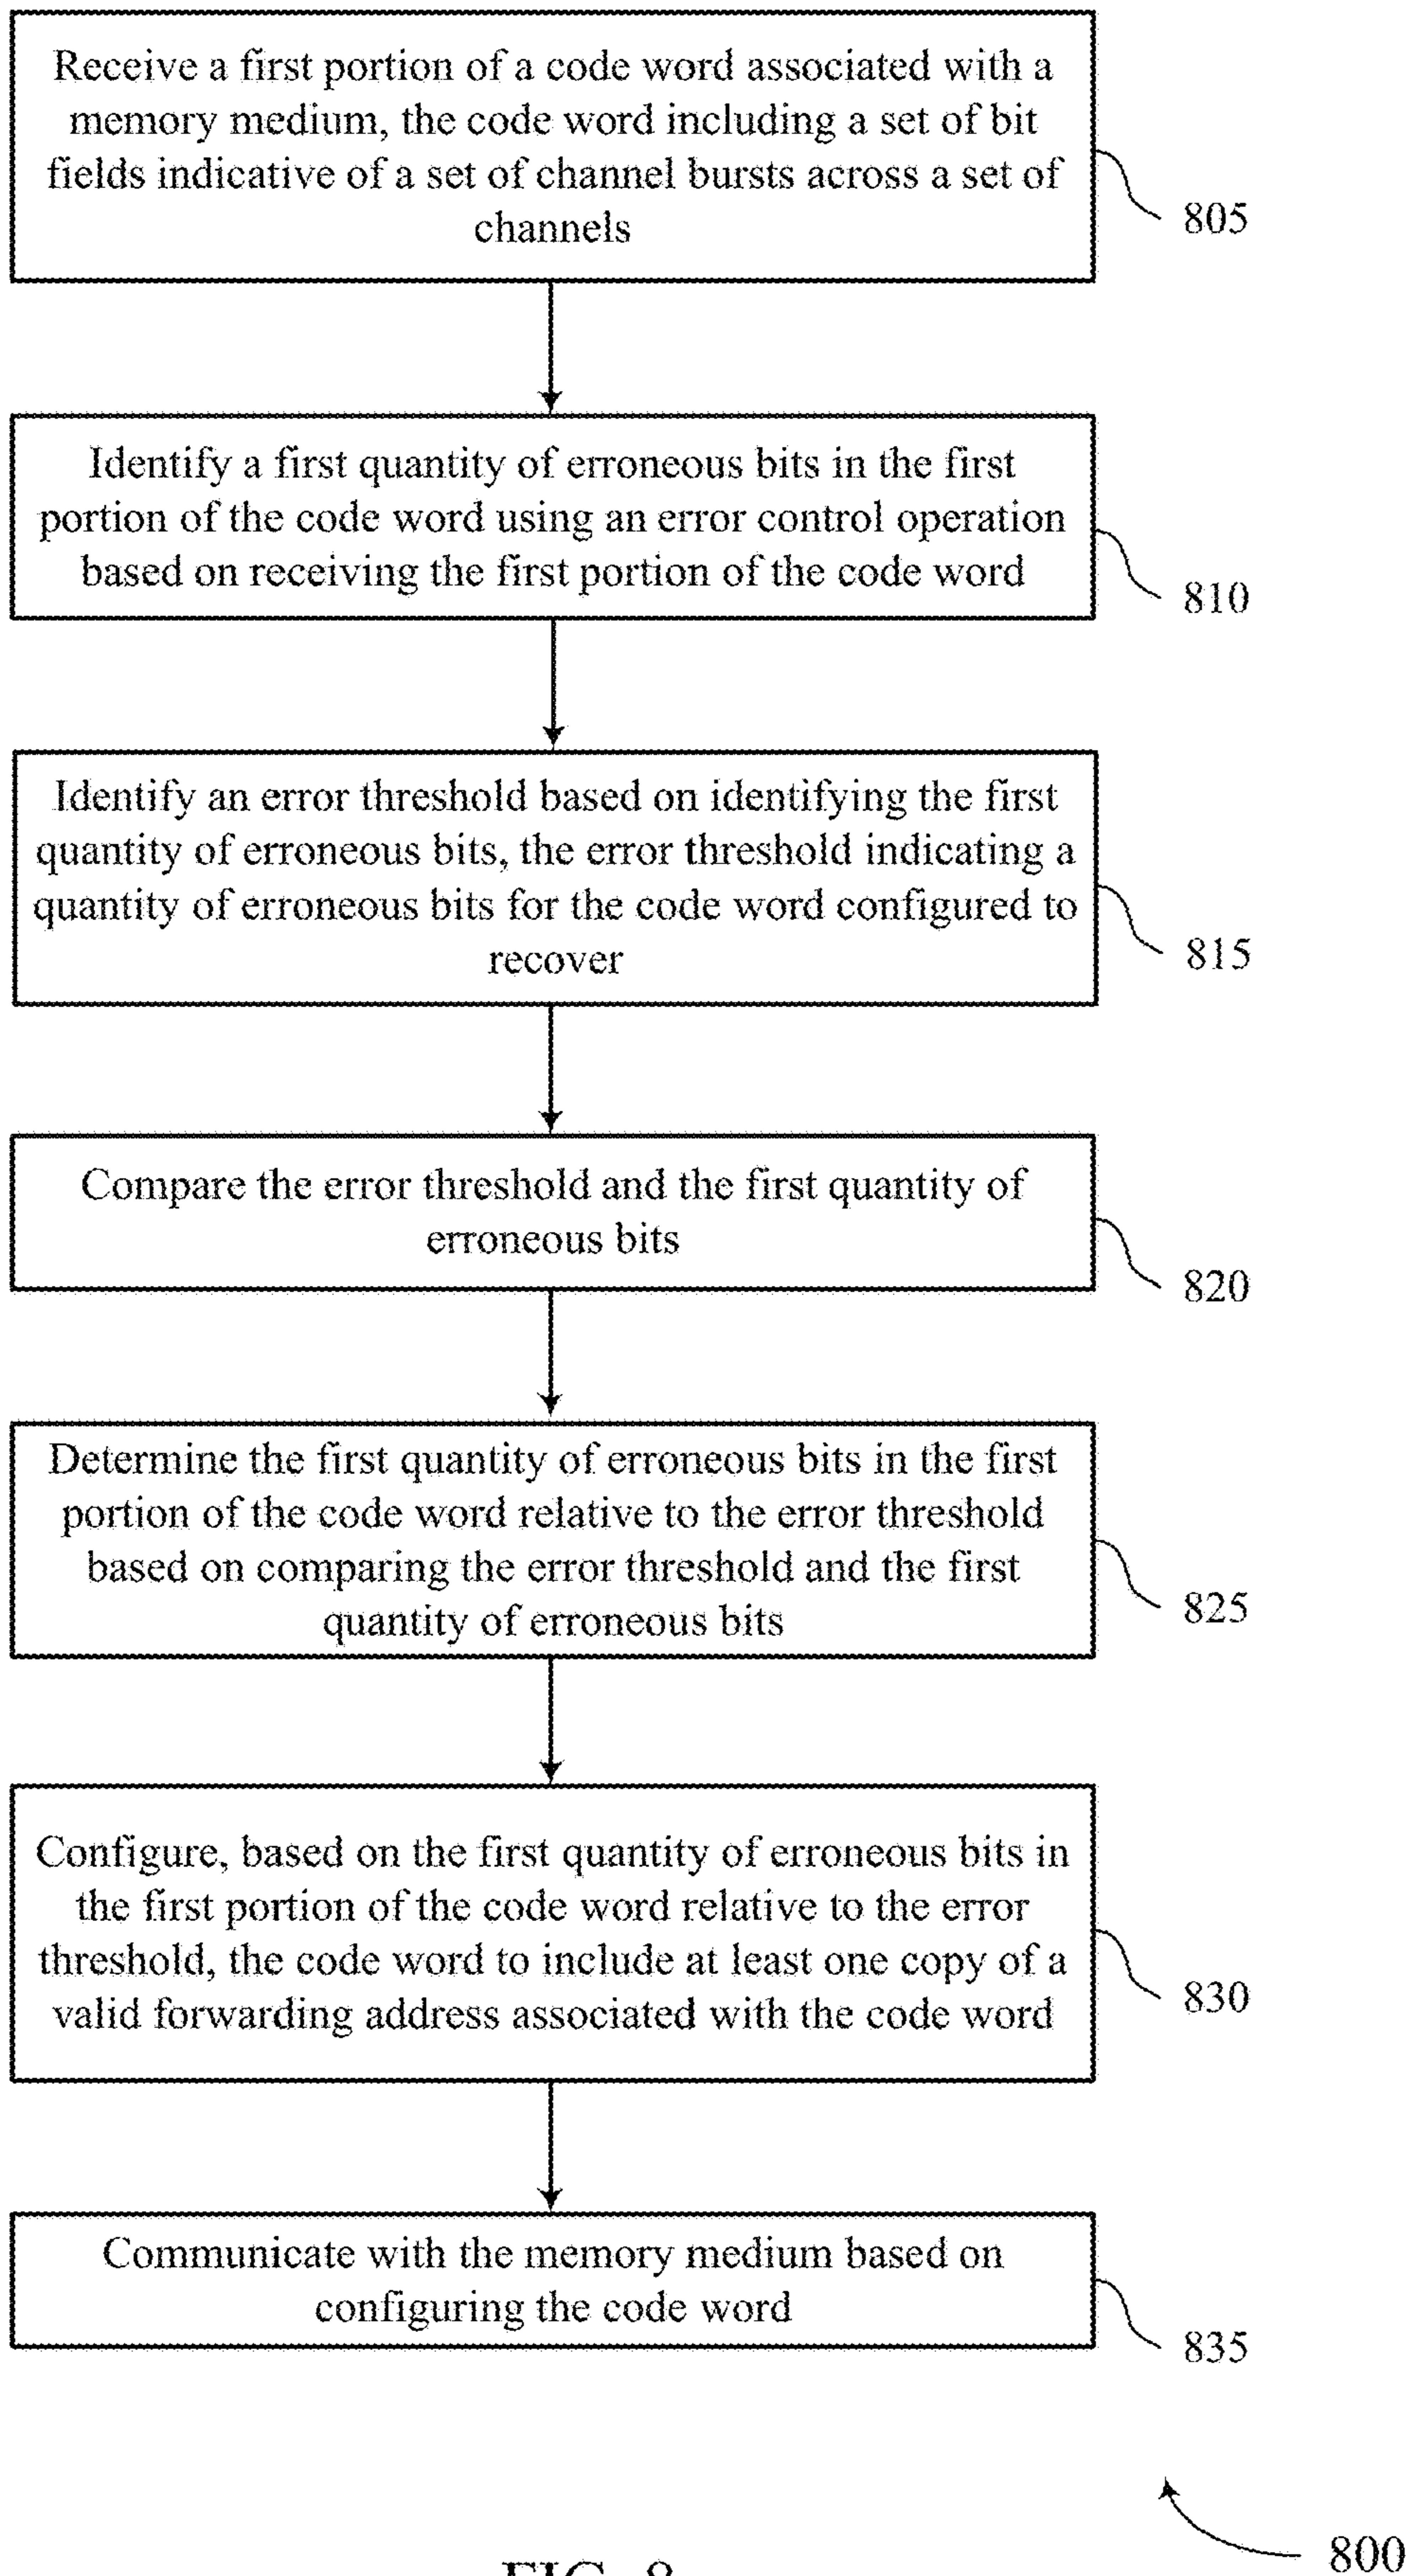 Receive a first portion of a code word associated with a
memory medium, the code word including a set of bit
fields indicative of a set of channel bursts across a set of
channels
805
Identify a first quantity of erroneous bits in the first
portion of the code word using an error control operation
based on receiving the first portion of the code word
810
Identify an error threshold based on identifying the first
quantity of erroneous bits, the error threshold indicating a
quantity of erroneous bits for the code word configured to
recover
815
Compare the error threshold and the first quantity of
erroneous bits
820
Determine the first quantity of erroneous bits in the first
portion of the code word relative to the error threshold
based on comparing the error threshold and the first
quantity of erroneous bits
825
Configure, based on the first quantity of erroneous bits in
the first portion of the code word relative to the error
threshold, the code word to include at least one copy of a
valid forwarding address associated with the code word
830
Communicate with the memory medium based on
configuring the code word
835
800
FIG. 8